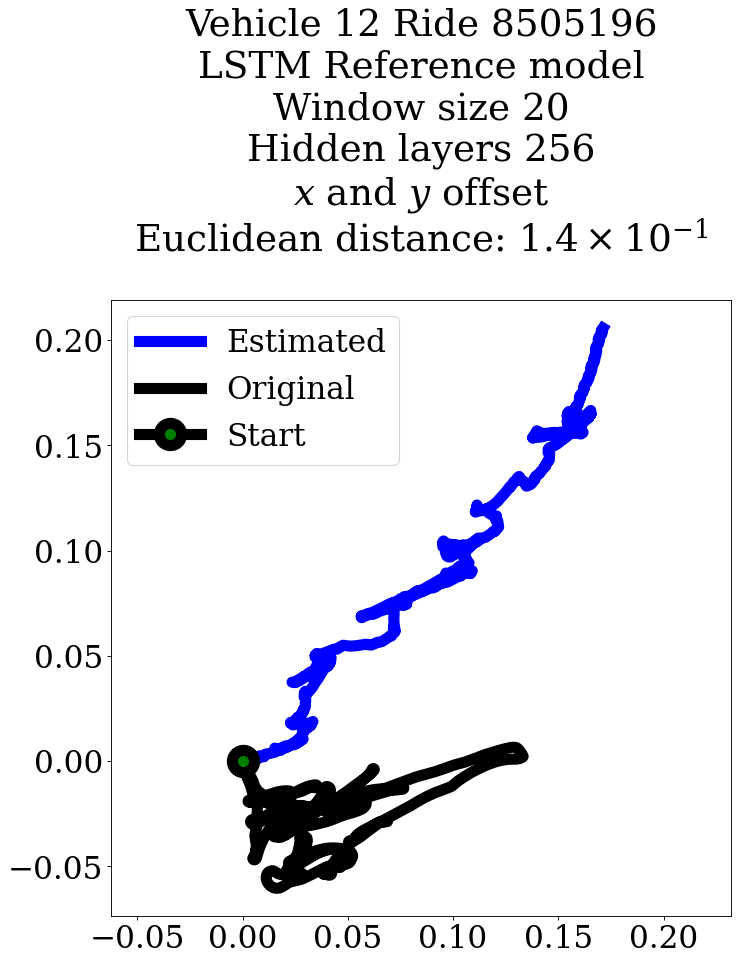 Vehicle 12 Ride 8505196
LSTM Reference model
Window size 20
Hidden layers 256
x and y offset
Euclidean distance: 1.4 × 10⁻¹
Estimated
Original
Start
0.20
0.15
0.10
0.05
0.00
−0.05
−0.05 0.00 0.05 0.10 0.15 0.20